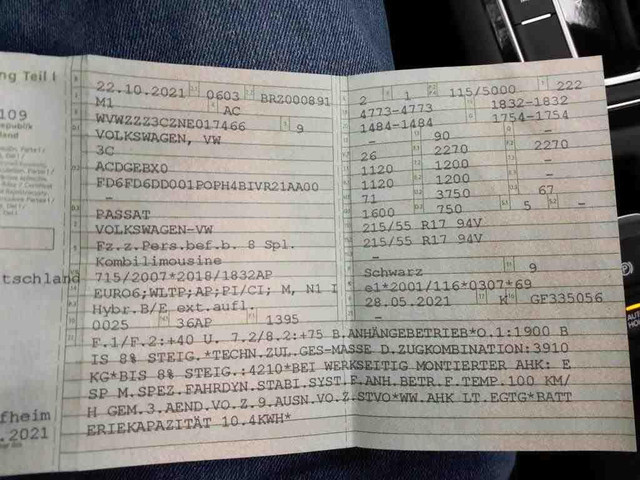 ng Teil I
109
epublik
land
tschland
fheim
.2021
22.10.2021 0603 BRZ000891
M1 AC
WVWZZZ3CZNE017466 9
VOLKSWAGEN, VW
3C
ACDGEBX0
FD6FD6DD001POPH4BIVR21AA00
-
PASSAT
VOLKSWAGEN-VW
Fz.z.Pers.bef.b. 8 Spl.
Kombilimousine
715/2007*2018/1832AP
EURO6;WLTP;AP;PI/CI; M, N1 I
Hybr.B/E ext.aufl.
0025 36AP 1395
2 1 115/5000 222
4773-4773 1832-1832
1484-1484 1754-1754
- 90 -
26 2270 2270
1120 1200 -
1120 1200 -
71 3750 67
1600 750 5 -
215/55 R17 94V
215/55 R17 94V
-
Schwarz 9
e1*2001/116*0307*69
28.05.2021 K GF335056
F.1/F.2:+40 U. 7.2/8.2:+75 B.ANHÄNGEBETRIEB*O.1:1900 B
IS 8% STEIG.*TECHN.ZUL.GES-MASSE D.ZUGKOMBINATION:3910
KG*BIS 8% STEIG.:4210*BEI WERKSEITIG MONTIERTER AHK: E
SP M.SPEZ.FAHRDYN.STABI.SYST.F.ANH.BETR.F.TEMP.100 KM/
H GEM.3.AEND.VO.Z.9.AUSN.VO.Z.STVO*WW.AHK LT.EGTG*BATT
ERIEKAPAZITÄT 10.4KWH*